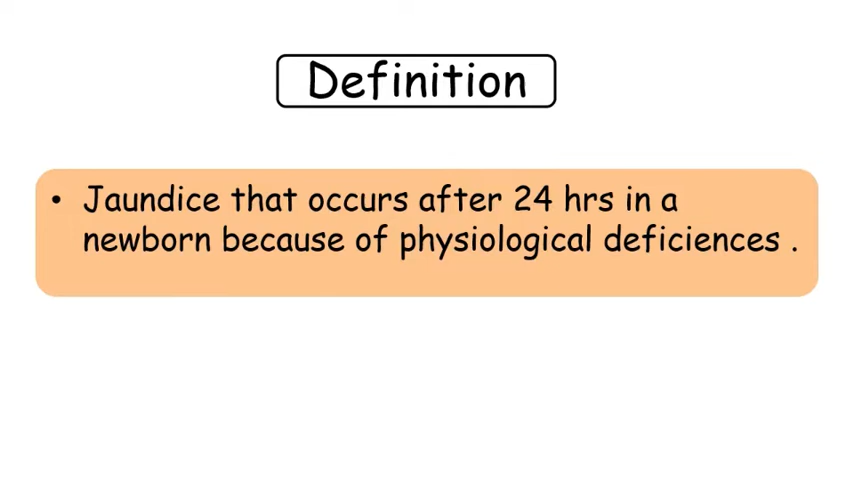 Definition
• Jaundice that occurs after 24 hrs in a
newborn because of physiological deficiences .